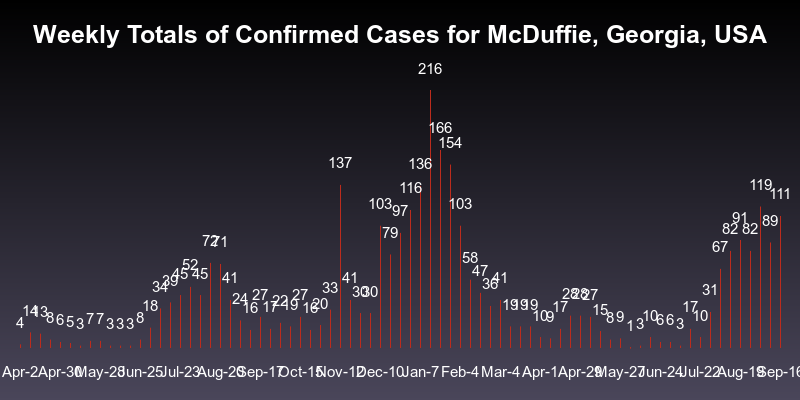 Weekly Totals of Confirmed Cases for McDuffie, Georgia, USA
4 14 13 8 6 5 3 7 7 3 3 3 8 18 34 39 45 52 45 72 71 41 24 16 27 17 22 19 27 16 20 33 137 41 30 30 103 79 97 116 136 216 166 154 103 58 47 36 41 19 19 19 10 9 17 28 28 27 15 8 9 1 3 10 6 6 3 17 10 31 67 82 91 82 119 89 111
Apr-2 Apr-30 May-28 Jun-25 Jul-23 Aug-20 Sep-17 Oct-15 Nov-12 Dec-10 Jan-7 Feb-4 Mar-4 Apr-1 Apr-29 May-27 Jun-24 Jul-22 Aug-19 Sep-16